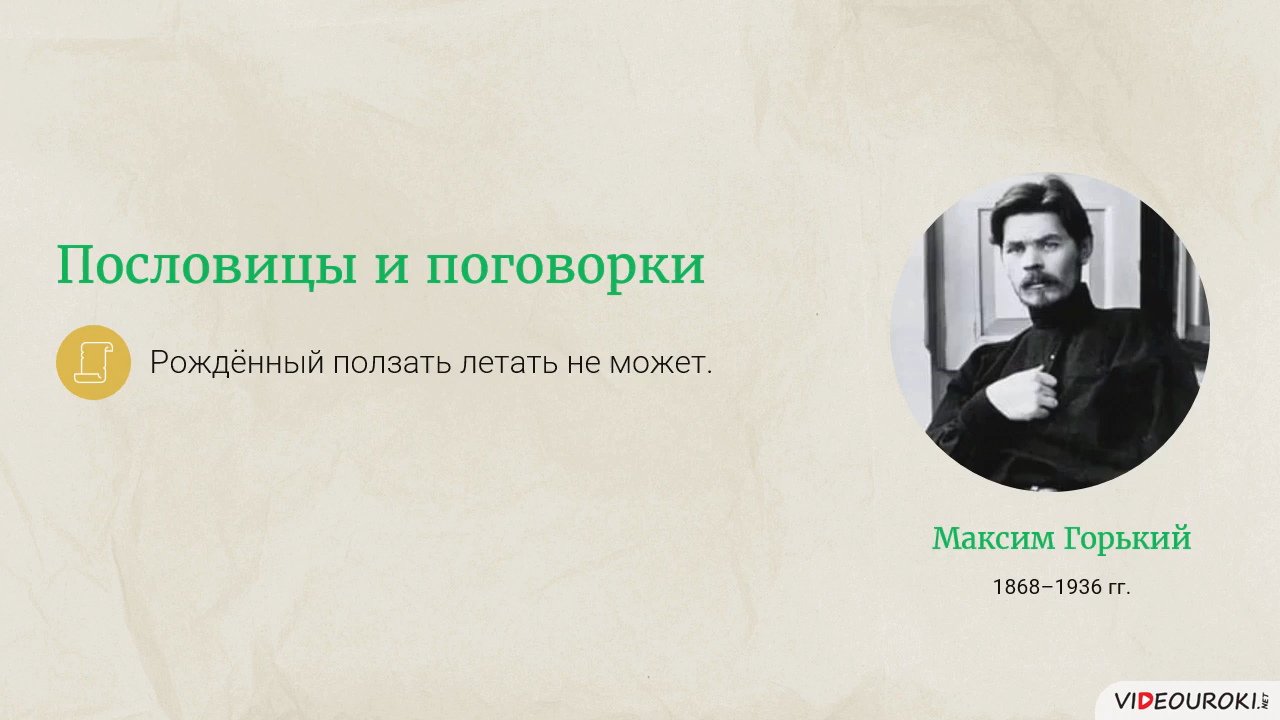 Пословицы и поговорки
Рождённый ползать летать не может.
Максим Горький
1868–1936 гг.
VIDEOUROKI.NET